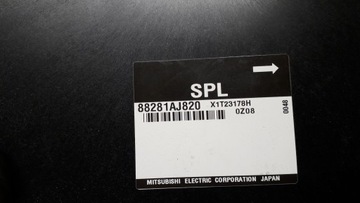 SPL
88281AJ820 X1T23178H
0Z08
0048
MITSUBISHI ELECTRIC CORPORATION JAPAN